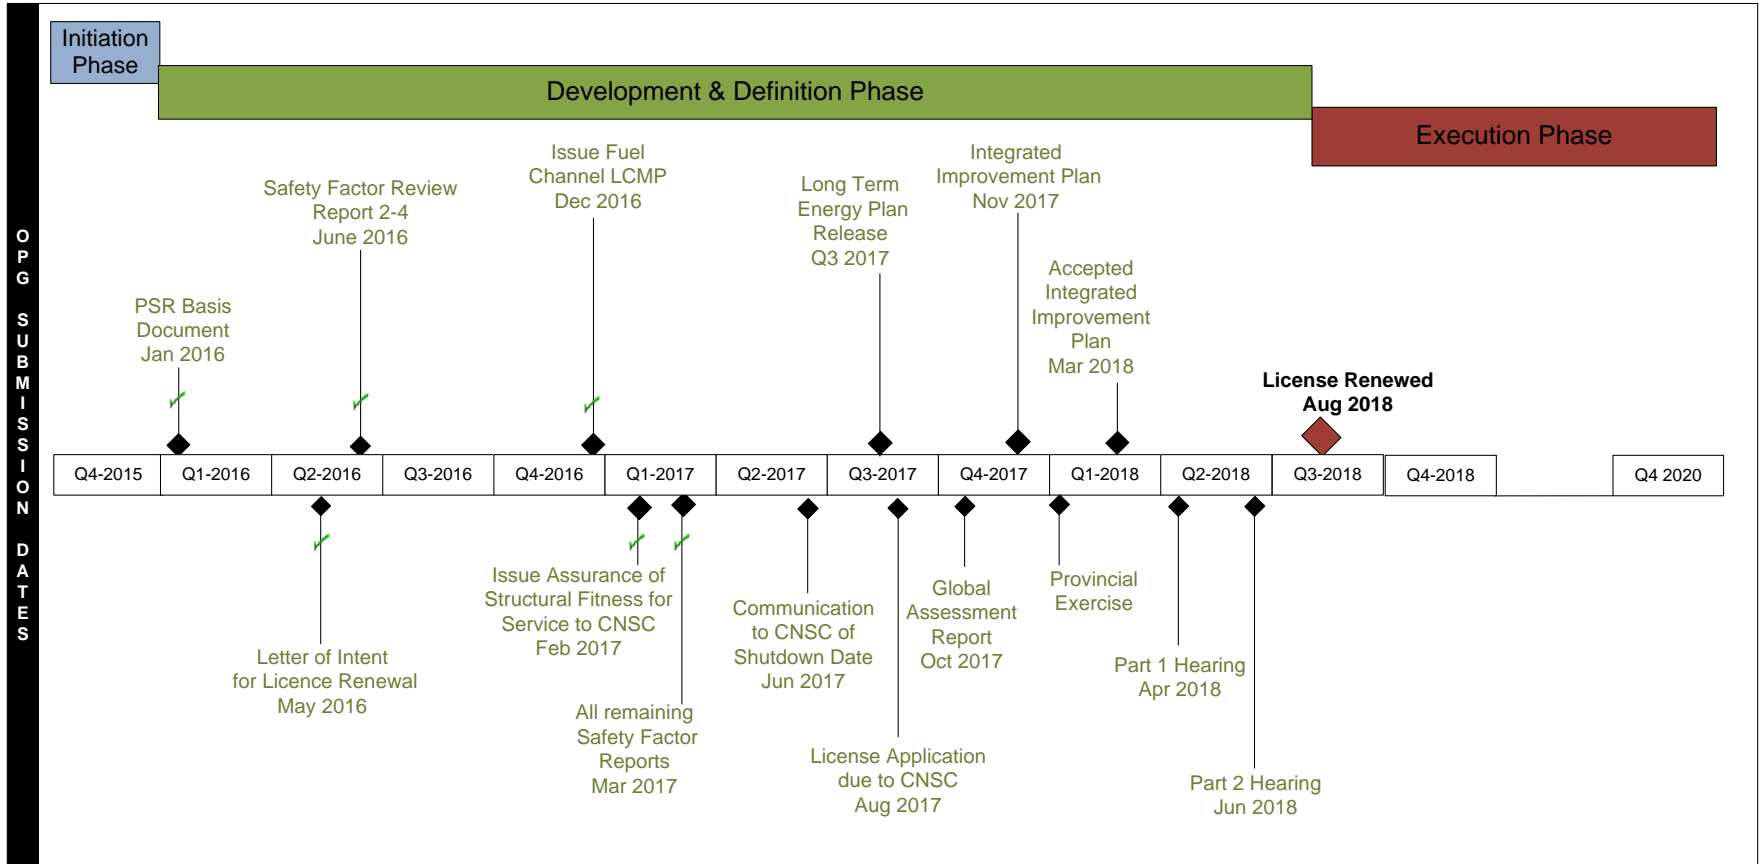 OPG SUBMISSION DATES
Initiation
Phase
Development & Definition Phase
Execution Phase
PSR Basis
Document
Jan 2016
Safety Factor Review
Report 2-4
June 2016
Issue Fuel
Channel LCMP
Dec 2016
Long Term
Energy Plan
Release
Q3 2017
Integrated
Improvement Plan
Nov 2017
Accepted
Integrated
Improvement
Plan
Mar 2018
License Renewed
Aug 2018
Q4-2015
Q1-2016
Q2-2016
Q3-2016
Q4-2016
Q1-2017
Q2-2017
Q3-2017
Q4-2017
Q1-2018
Q2-2018
Q3-2018
Q4-2018
Q4 2020
Letter of Intent
for Licence Renewal
May 2016
Issue Assurance of
Structural Fitness for
Service to CNSC
Feb 2017
All remaining
Safety Factor
Reports
Mar 2017
Communication
to CNSC of
Shutdown Date
Jun 2017
License Application
due to CNSC
Aug 2017
Global
Assessment
Report
Oct 2017
Provincial
Exercise
Part 1 Hearing
Apr 2018
Part 2 Hearing
Jun 2018